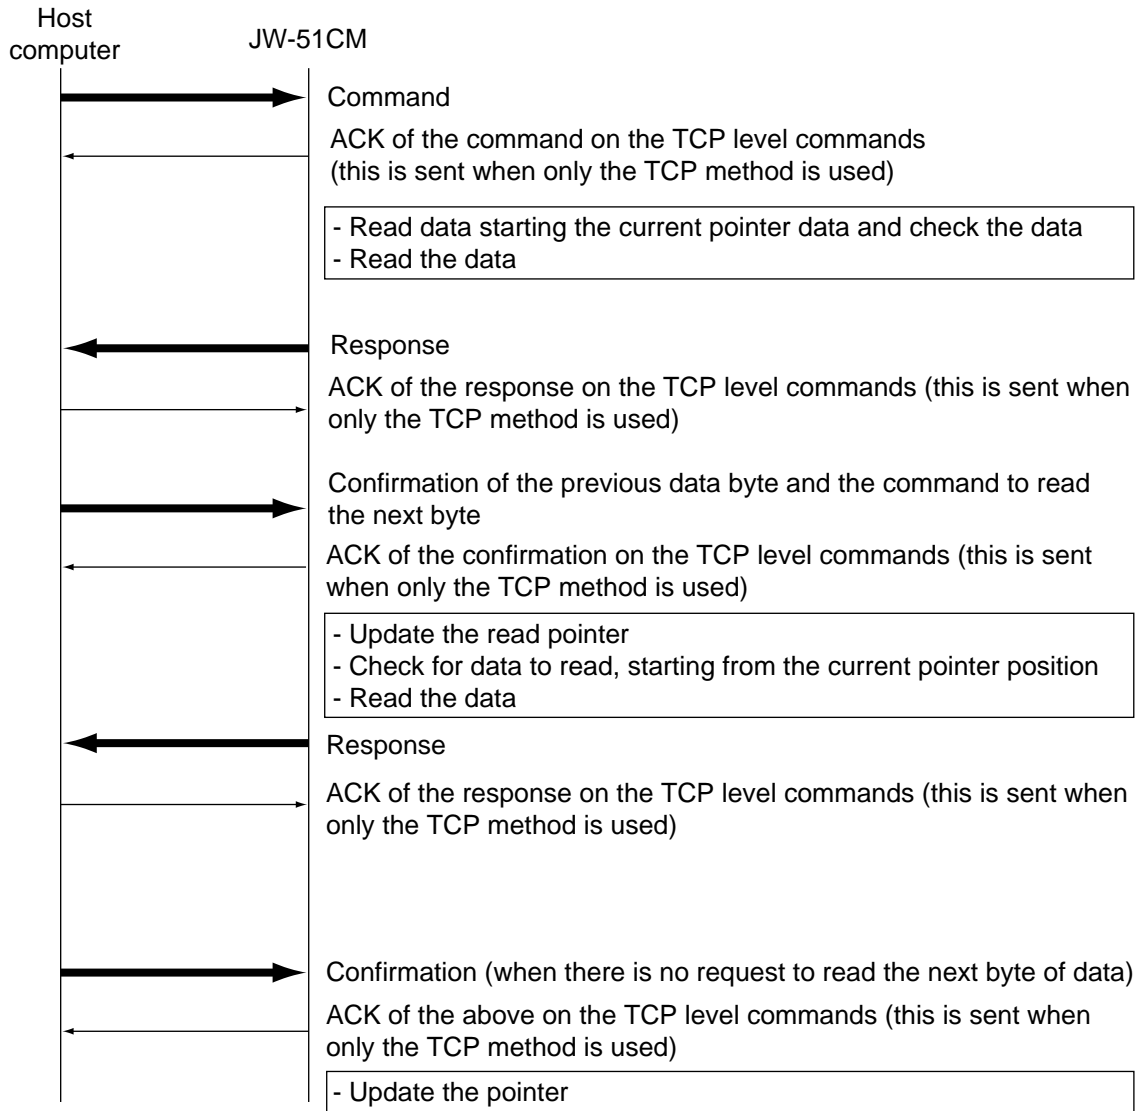 Host
computer
JW-51CM
Command
ACK of the command on the TCP level commands
(this is sent when only the TCP method is used)
- Read data starting the current pointer data and check the data
- Read the data
Response
ACK of the response on the TCP level commands (this is sent when
only the TCP method is used)
Confirmation of the previous data byte and the command to read
the next byte
ACK of the confirmation on the TCP level commands (this is sent
when only the TCP method is used)
- Update the read pointer
- Check for data to read, starting from the current pointer position
- Read the data
Response
ACK of the response on the TCP level commands (this is sent when
only the TCP method is used)
Confirmation (when there is no request to read the next byte of data)
ACK of the above on the TCP level commands (this is sent when
only the TCP method is used)
- Update the pointer